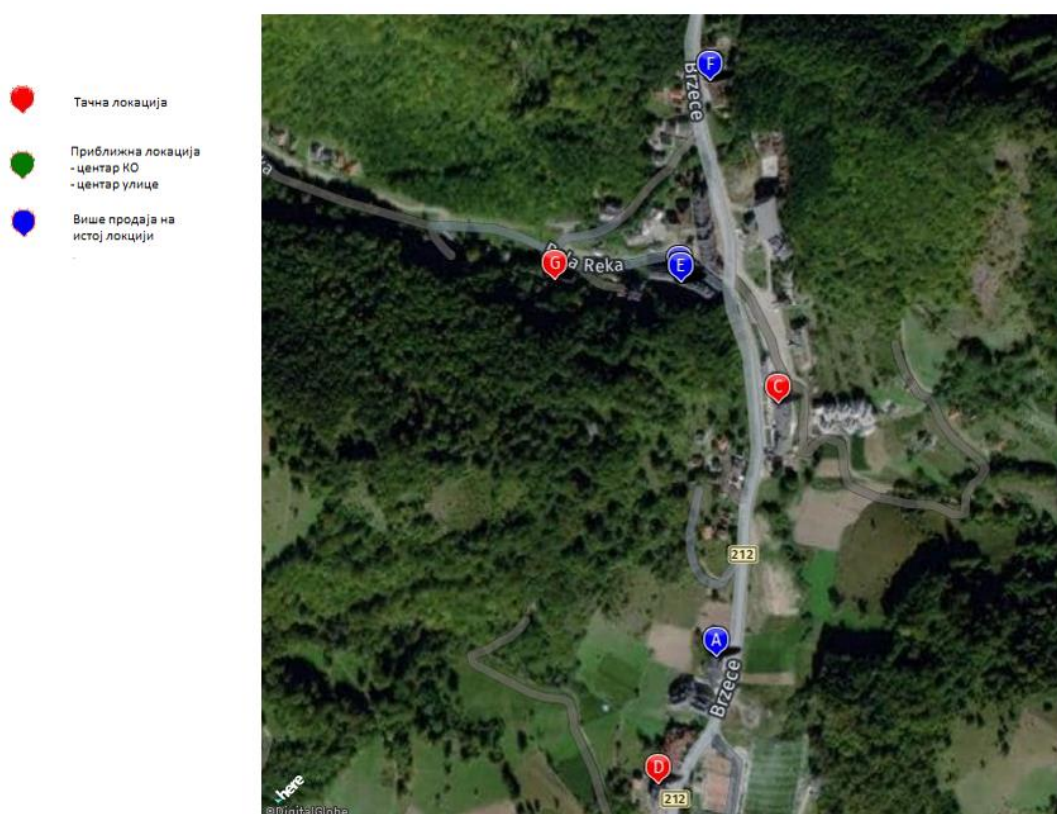 Тачна локација
Приближна локација
- центар КО
- центар улице
Више продаја на
истој локцији
F
Brzece
G
Reka
E
C
212
A
Brzece
D
212
here
©DigitalGlobe